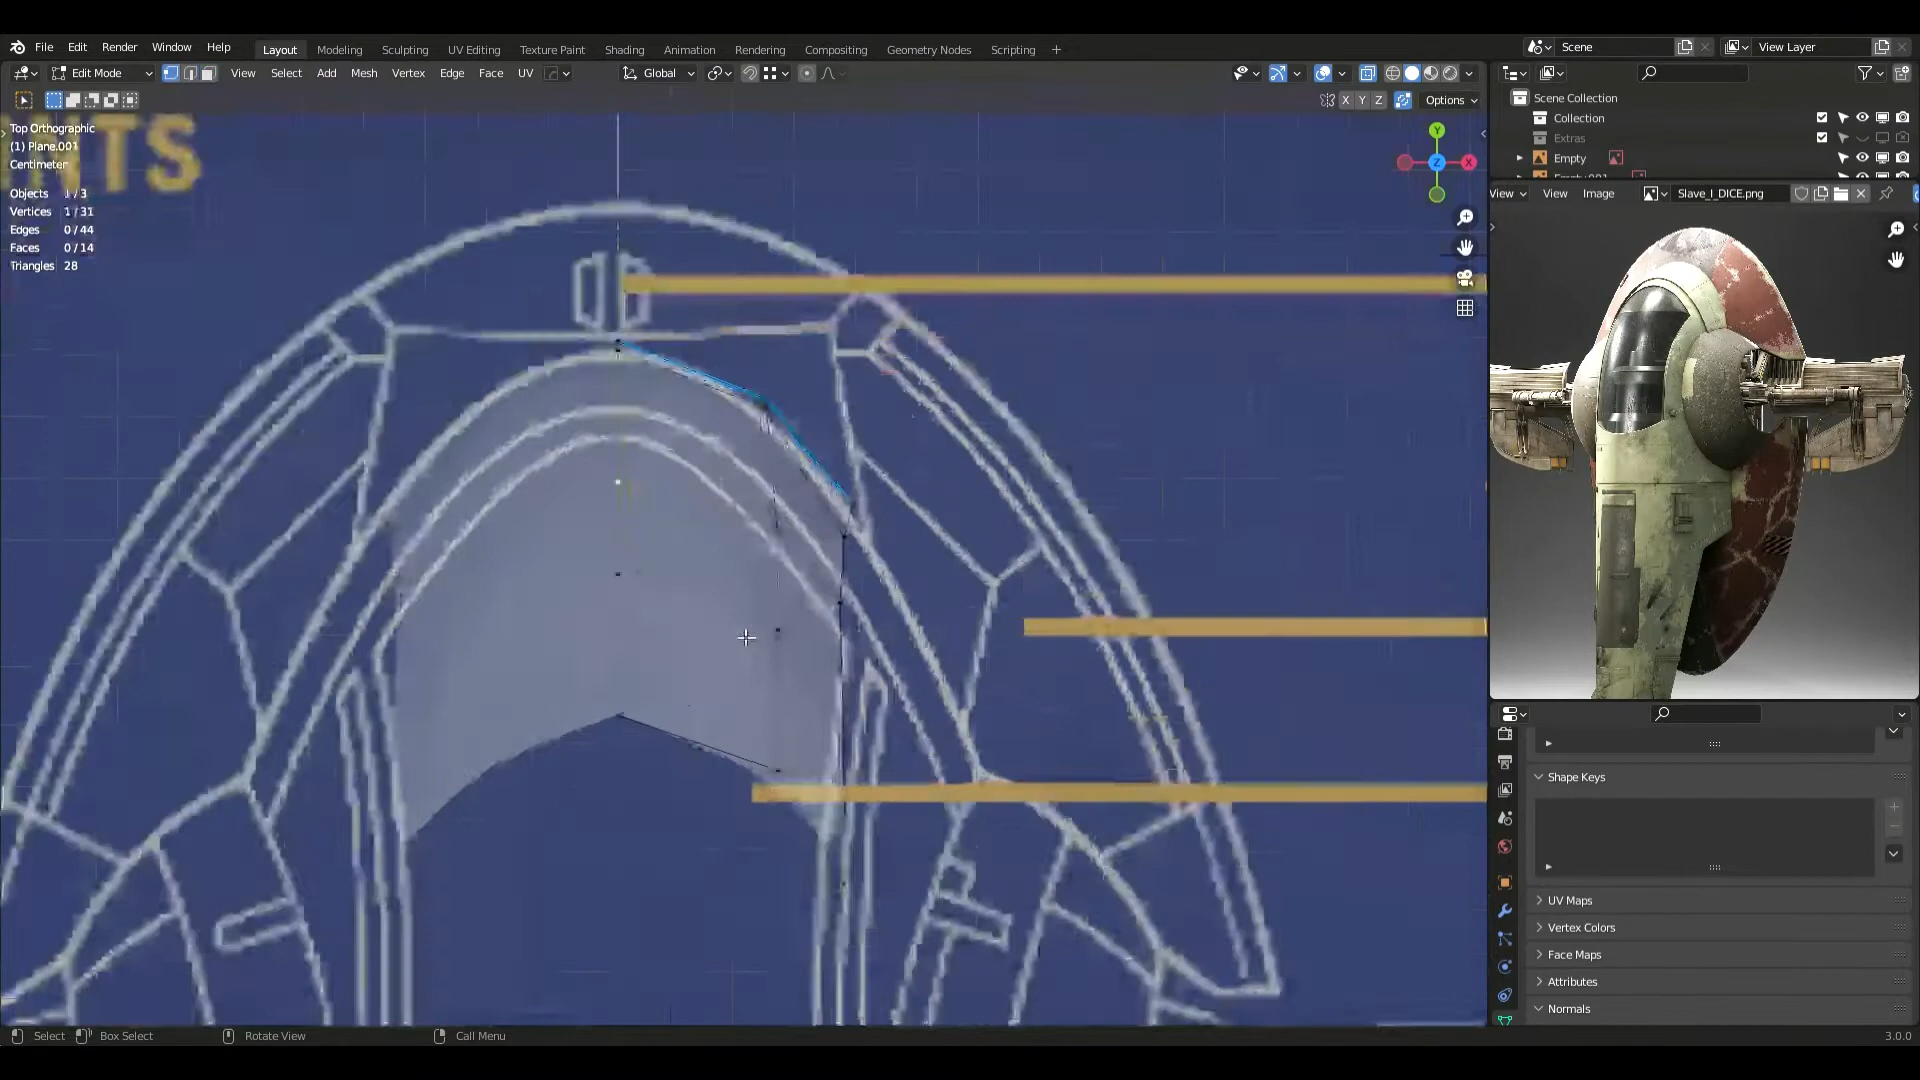 File Edit Render Window Help Layout Modeling Sculpting UV Editing Texture Paint Shading Animation Rendering Compositing Geometry Nodes Scripting + Scene View Layer
Edit Mode View Select Add Mesh Vertex Edge Face UV Global
X Y Z Options
NTS
Top Orthographic
(1) Plane.001
Centimeter
Objects 1 / 3
Vertices 1 / 31
Edges 0 / 44
Faces 0 / 14
Triangles 28
Y
Z
X
Scene Collection
Collection
Extras
Empty
View View Image Slave_I_DICE.png
Shape Keys
UV Maps
Vertex Colors
Face Maps
Attributes
Normals
Select Box Select Rotate View Call Menu 3.0.0